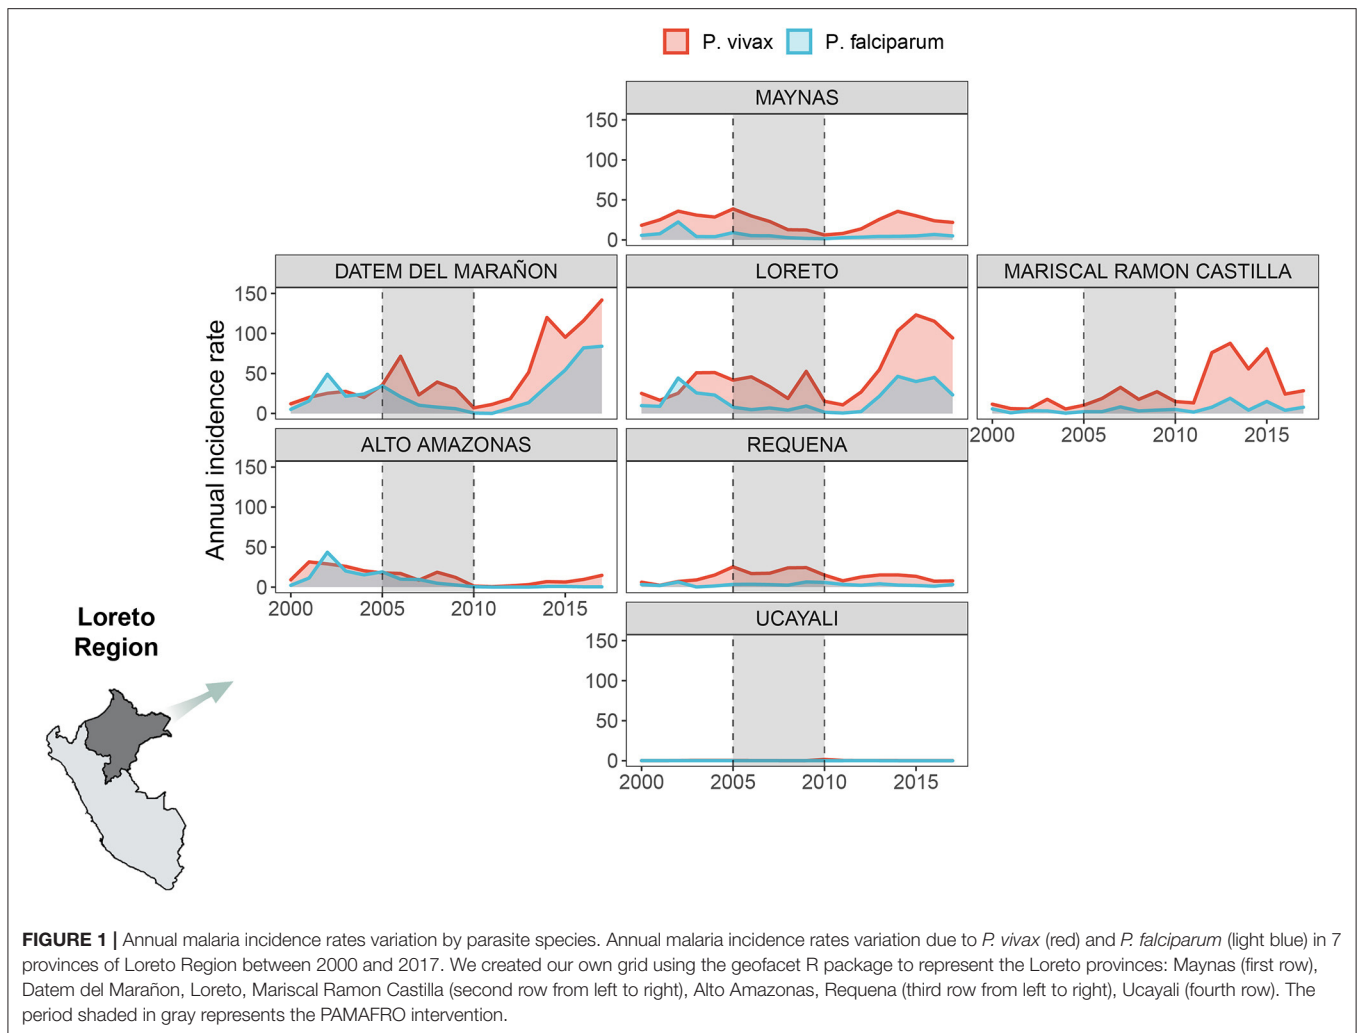 P. vivax P. falciparum
MAYNAS
150
100
50
0
DATEM DEL MARAÑON LORETO MARISCAL RAMON CASTILLA
Annual incidence rate
150
100
50
0
2000 2005 2010 2015
ALTO AMAZONAS REQUENA
150
100
50
0
2000 2005 2010 2015
UCAYALI
150
100
50
0
2000 2005 2010 2015
Loreto
Region
FIGURE 1 | Annual malaria incidence rates variation by parasite species. Annual malaria incidence rates variation due to P. vivax (red) and P. falciparum (light blue) in 7
provinces of Loreto Region between 2000 and 2017. We created our own grid using the geofacet R package to represent the Loreto provinces: Maynas (first row),
Datem del Marañon, Loreto, Mariscal Ramon Castilla (second row from left to right), Alto Amazonas, Requena (third row from left to right), Ucayali (fourth row). The
period shaded in gray represents the PAMAFRO intervention.